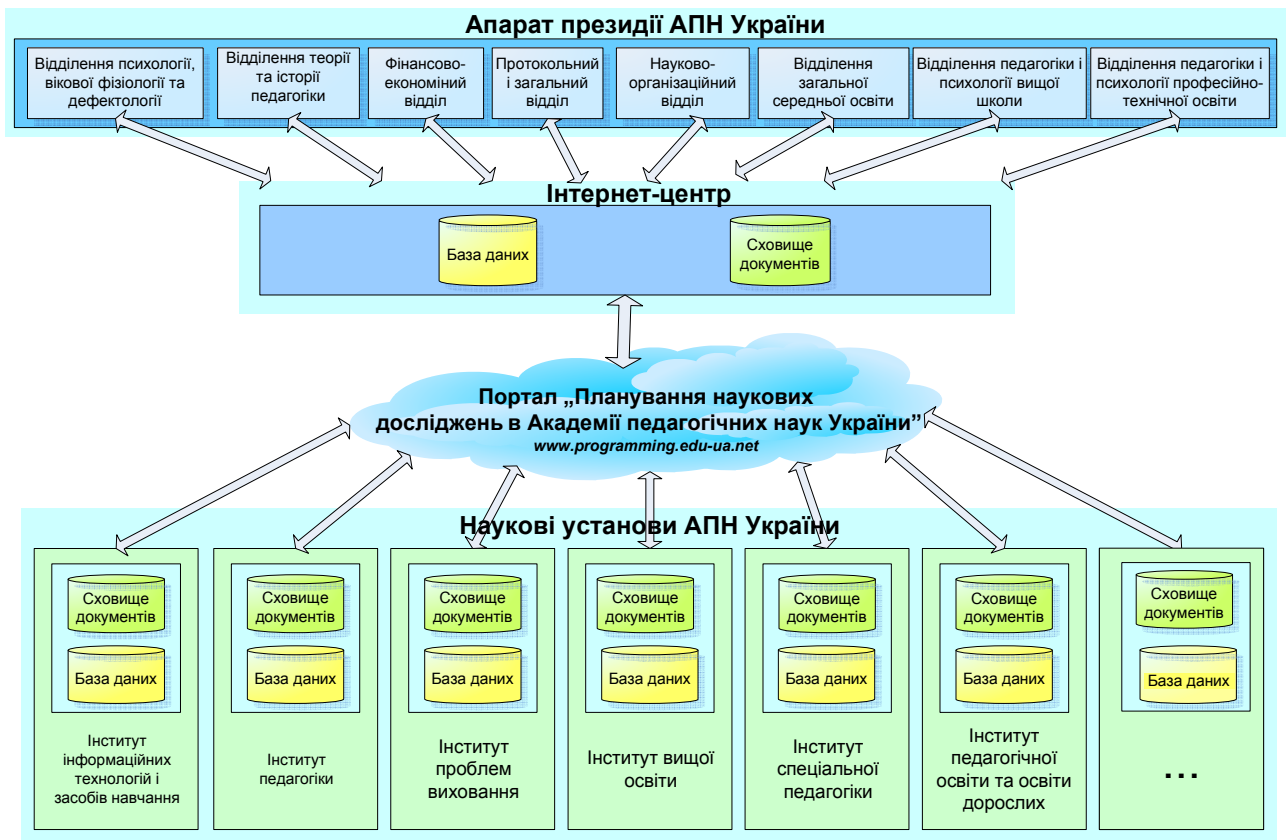 Апарат президії АПН України
Відділення психології,
вікової фізіології та
дефектології
Відділення теорії
та історії
педагогіки
Фінансово-
економіний
відділ
Протокольний
і загальний
відділ
Науково-
організаційний
відділ
Відділення
загальної
середньої освіти
Відділення педагогіки і
психології вищої
школи
Відділення педагогіки і
психології професійно-
технічної освіти
Інтернет-центр
База даних
Сховище
документів
Портал „Планування наукових
досліджень в Академії педагогічних наук України”
www.programming.edu-ua.net
Наукові установи АПН України
Сховище
документів
База даних
Інститут
інформаційних
технологій і
засобів навчання
Сховище
документів
База даних
Інститут
педагогіки
Сховище
документів
База даних
Інститут
проблем
виховання
Сховище
документів
База даних
Інститут вищої
освіти
Сховище
документів
База даних
Інститут
спеціальної
педагогіки
Сховище
документів
База даних
Інститут
педагогічної
освіти та освіти
дорослих
Сховище
документів
База даних
...